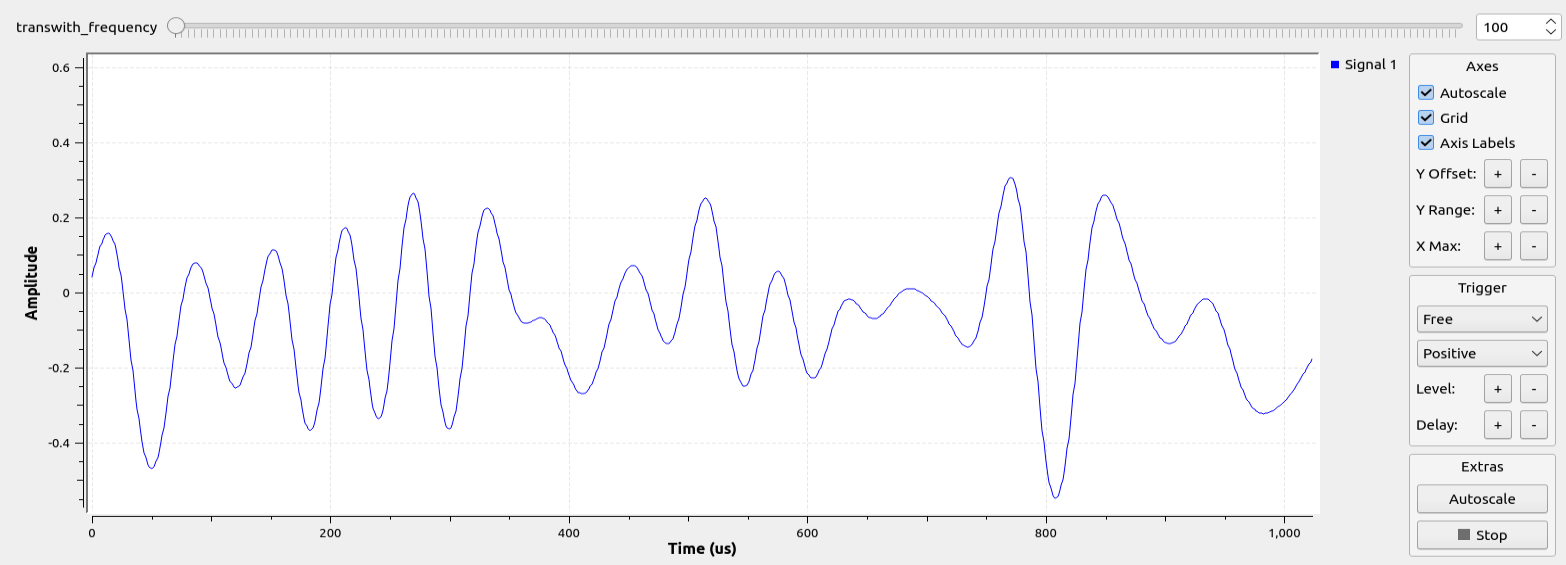 transwith_frequency
100
0.6
0.4
0.2
0
-0.2
-0.4
Amplitude
0
200
400
600
800
1,000
Time (us)
Signal 1
Axes
Autoscale
Grid
Axis Labels
Y Offset: + -
Y Range: + -
X Max: + -
Trigger
Free
Positive
Level: + -
Delay: + -
Extras
Autoscale
Stop